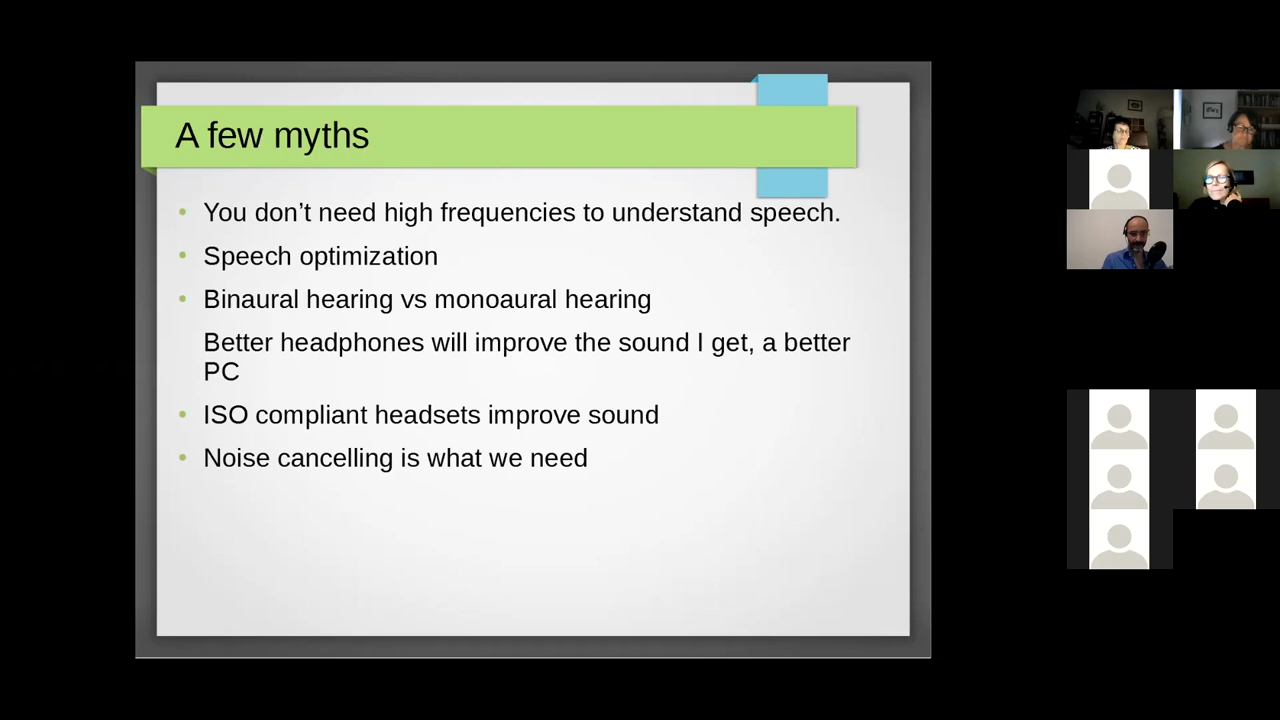 A few myths
You don’t need high frequencies to understand speech.
Speech optimization
Binaural hearing vs monoaural hearing
Better headphones will improve the sound I get, a better
PC
ISO compliant headsets improve sound
Noise cancelling is what we need